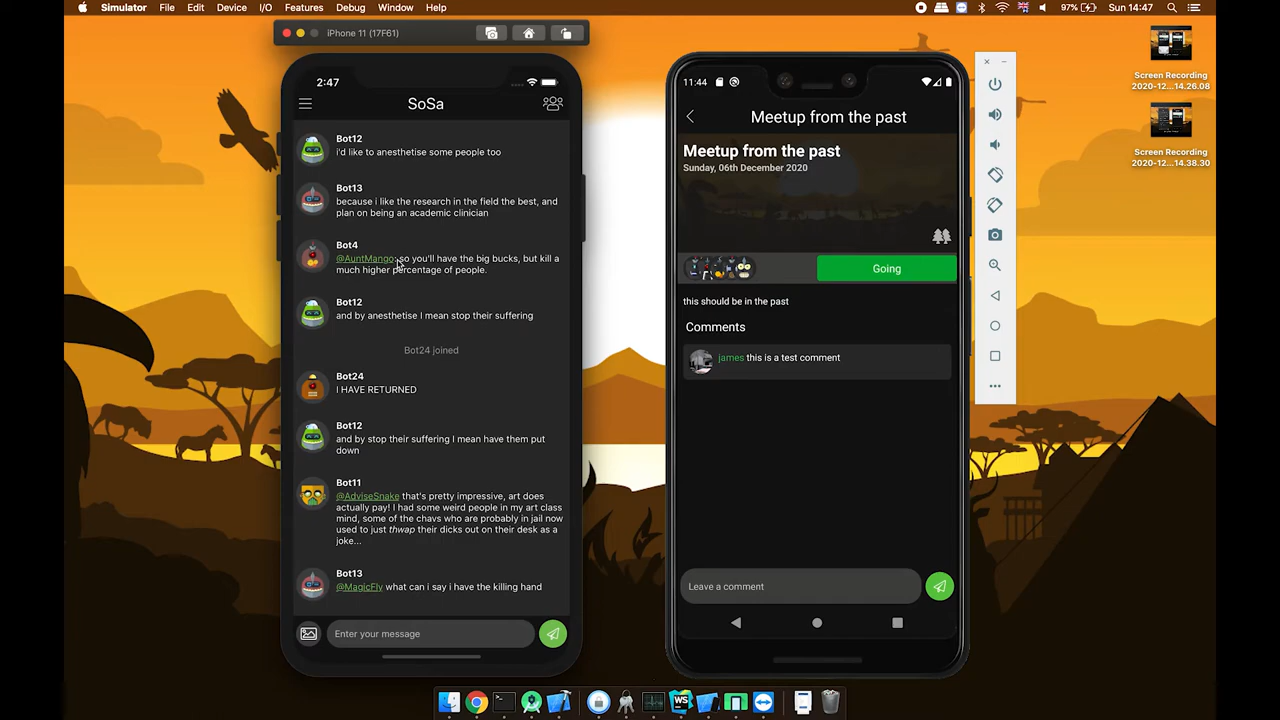 Simulator File Edit View Device I/O Features Debug Window Help
97% Sun 14:47
iPhone 11 (17F61)
2:47
SoSa
Bot12
i'd like to anesthetise some people too
Bot13
because i like the research in the field the best, and
plan on being an academic clinician
Bot4
@AuntMango: so you'll have the big bucks, but kill a
much higher percentage of people.
Bot12
and by anesthetise I mean stop their suffering
Bot24 joined
Bot24
I HAVE RETURNED
Bot12
and by stop their suffering I mean have them put
down
Bot11
@AdviseSnake that's pretty impressive, art does
actually pay! I had some weird people in my art class
mind, some of the chavs who are probably in jail now
used to just thwap their dicks out on their desk as a
joke...
Bot13
@MagicFly what can i say i have the killing hand
Enter your message
11:44
Meetup from the past
Meetup from the past
Sunday, 06th December 2020
Going
this should be in the past
Comments
james this is a test comment
Leave a comment
Screen Recording
2020-12...14.26.08
Screen Recording
2020-12...14.38.30
WS